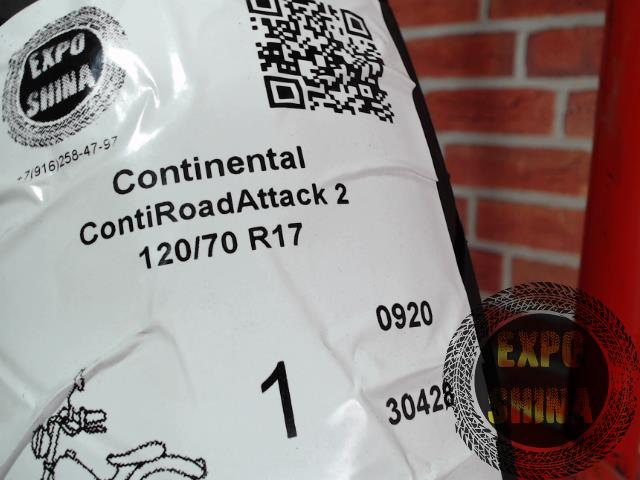 EXPO
SHINA
+7(916)258-47-97
Continental
ContiRoadAttack 2
120/70 R17
0920
1
30428
EXPO
SHINA